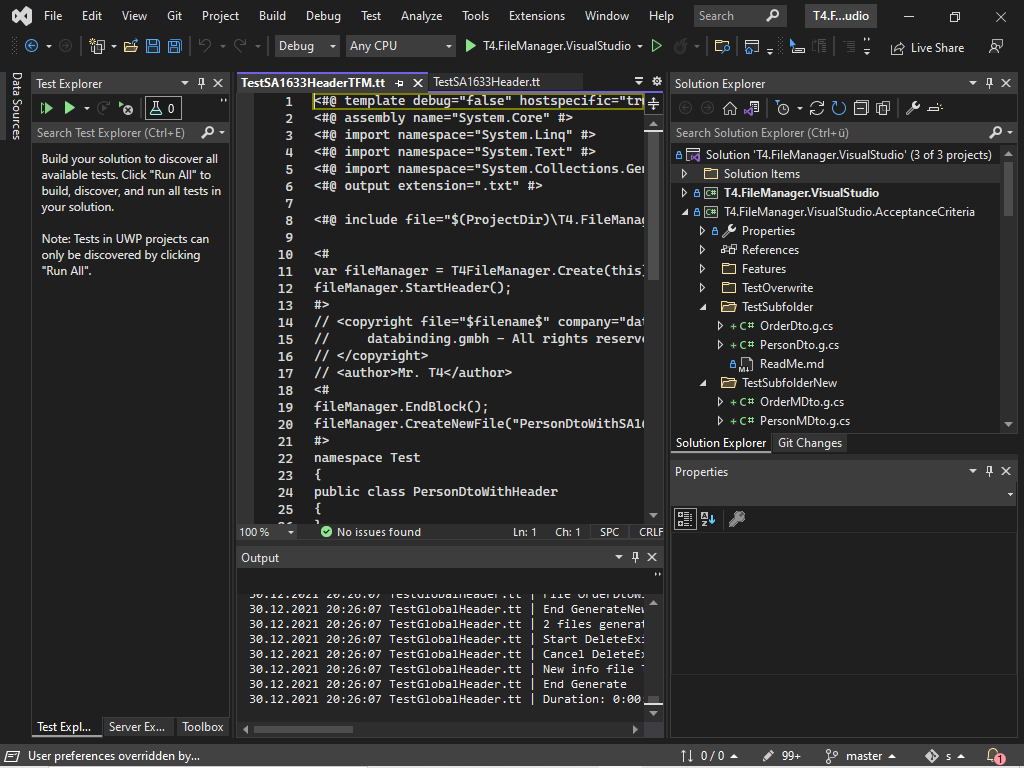 File Edit View Git Project Build Debug Test Analyze Tools Extensions Window Help Search T4.F...udio
Debug Any CPU T4.FileManager.VisualStudio Live Share
Data Sources
Test Explorer
0
Search Test Explorer (Ctrl+E)
Build your solution to discover all
available tests. Click "Run All" to
build, discover, and run all tests in
your solution.
Note: Tests in UWP projects can
only be discovered by clicking
"Run All".
Test Expl... Server Ex... Toolbox
TestSA1633HeaderTFM.tt TestSA1633Header.tt
1 <#@ template debug="false" hostspecific="tr
2 <#@ assembly name="System.Core" #>
3 <#@ import namespace="System.Linq" #>
4 <#@ import namespace="System.Text" #>
5 <#@ import namespace="System.Collections.Gen
6 <#@ output extension=".txt" #>
7
8 <#@ include file="$(ProjectDir)\T4.FileManag
9
10 <#
11 var fileManager = T4FileManager.Create(this)
12 fileManager.StartHeader();
13 #>
14 // <copyright file="$filename$" company="dat
15 //     databinding.gmbh - All rights reserve
16 // </copyright>
17 // <author>Mr. T4</author>
18 <#
19 fileManager.EndBlock();
20 fileManager.CreateNewFile("PersonDtoWithSA16
21 #>
22 namespace Test
23 {
24 public class PersonDtoWithHeader
25 {
100 % No issues found Ln: 1 Ch: 1 SPC CRLF
Output
30.12.2021 20:26:07 TestGlobalHeader.tt | File OrderDtoWi
30.12.2021 20:26:07 TestGlobalHeader.tt | End GenerateNew
30.12.2021 20:26:07 TestGlobalHeader.tt | 2 files generat
30.12.2021 20:26:07 TestGlobalHeader.tt | Start DeleteExi
30.12.2021 20:26:07 TestGlobalHeader.tt | Cancel DeleteEx
30.12.2021 20:26:07 TestGlobalHeader.tt | New info file T
30.12.2021 20:26:07 TestGlobalHeader.tt | End Generate
30.12.2021 20:26:07 TestGlobalHeader.tt | Duration: 0:00:
Solution Explorer
Search Solution Explorer (Ctrl+ü)
Solution 'T4.FileManager.VisualStudio' (3 of 3 projects)
Solution Items
C# T4.FileManager.VisualStudio
C# T4.FileManager.VisualStudio.AcceptanceCriteria
Properties
References
Features
TestOverwrite
TestSubfolder
+ C# OrderDto.g.cs
+ C# PersonDto.g.cs
ReadMe.md
TestSubfolderNew
+ C# OrderMDto.g.cs
+ C# PersonMDto.g.cs
Solution Explorer Git Changes
Properties
User preferences overridden by... 0 / 0 99+ master s 1